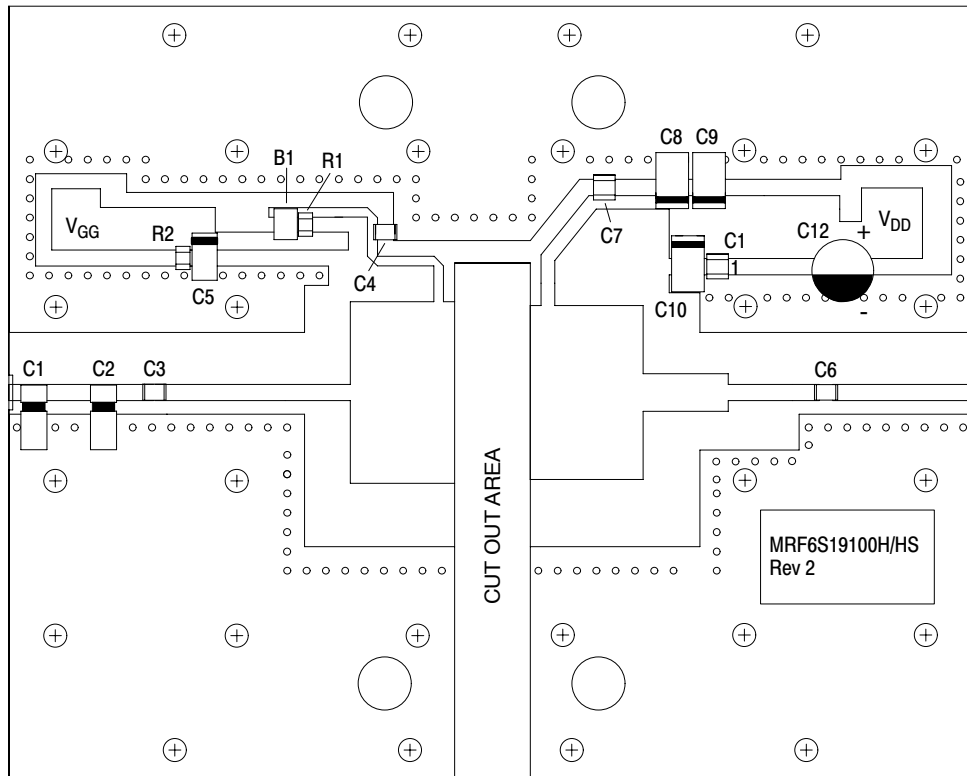 C8
C9
B1
R1
VGG
R2
C5
C4
C7
C12
+
VDD
C1
1
C10
-
C1
C2
C3
C6
CUT OUT AREA
MRF6S19100H/HS
Rev 2